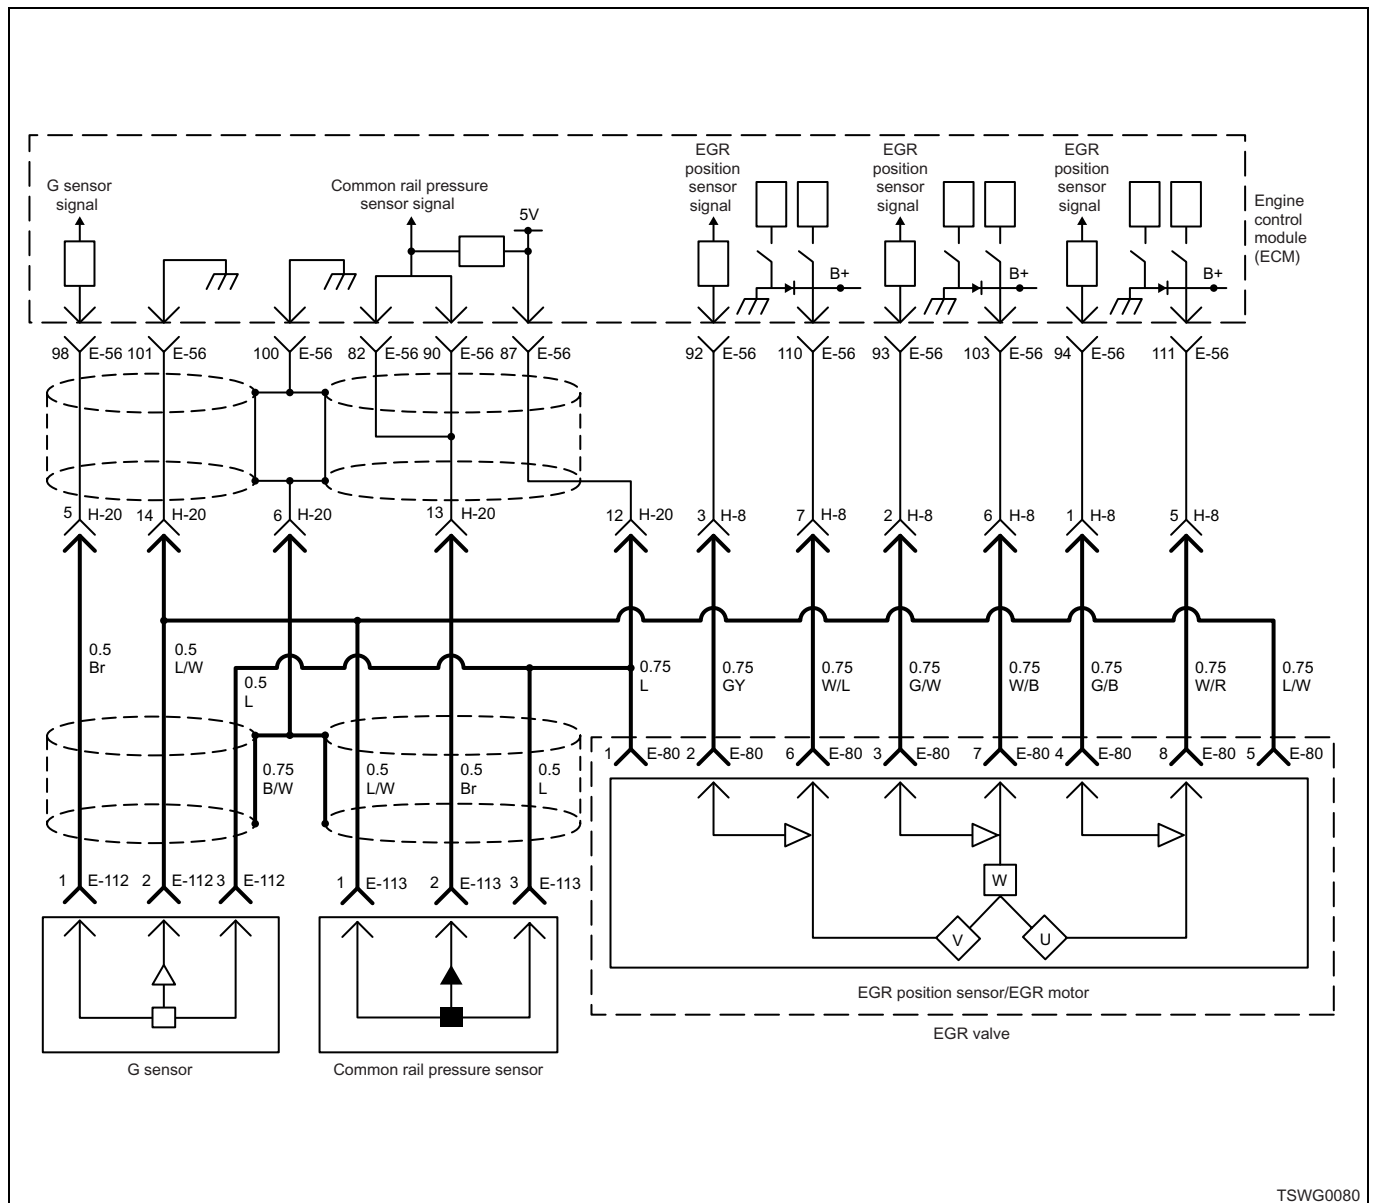 G sensor
signal
Common rail pressure
sensor signal
5V
EGR
position
sensor
signal
B+
EGR
position
sensor
signal
B+
EGR
position
sensor
signal
B+
Engine
control
module
(ECM)
98 E-56 101 E-56 100 E-56 82 E-56 90 E-56 87 E-56 92 E-56 110 E-56 93 E-56 103 E-56 94 E-56 111 E-56
5 H-20 14 H-20 6 H-20 13 H-20 12 H-20 3 H-8 7 H-8 2 H-8 6 H-8 1 H-8 5 H-8
0.5
Br
0.5
L/W
0.5
L
0.75
L
0.75
GY
0.75
W/L
0.75
G/W
0.75
W/B
0.75
G/B
0.75
W/R
0.75
L/W
0.75
B/W
0.5
L/W
0.5
Br
0.5
L
1 E-80 2 E-80 6 E-80 3 E-80 7 E-80 4 E-80 8 E-80 5 E-80
1 E-112 2 E-112 3 E-112 1 E-113 2 E-113 3 E-113
W
V
U
EGR position sensor/EGR motor
EGR valve
G sensor
Common rail pressure sensor
TSWG0080